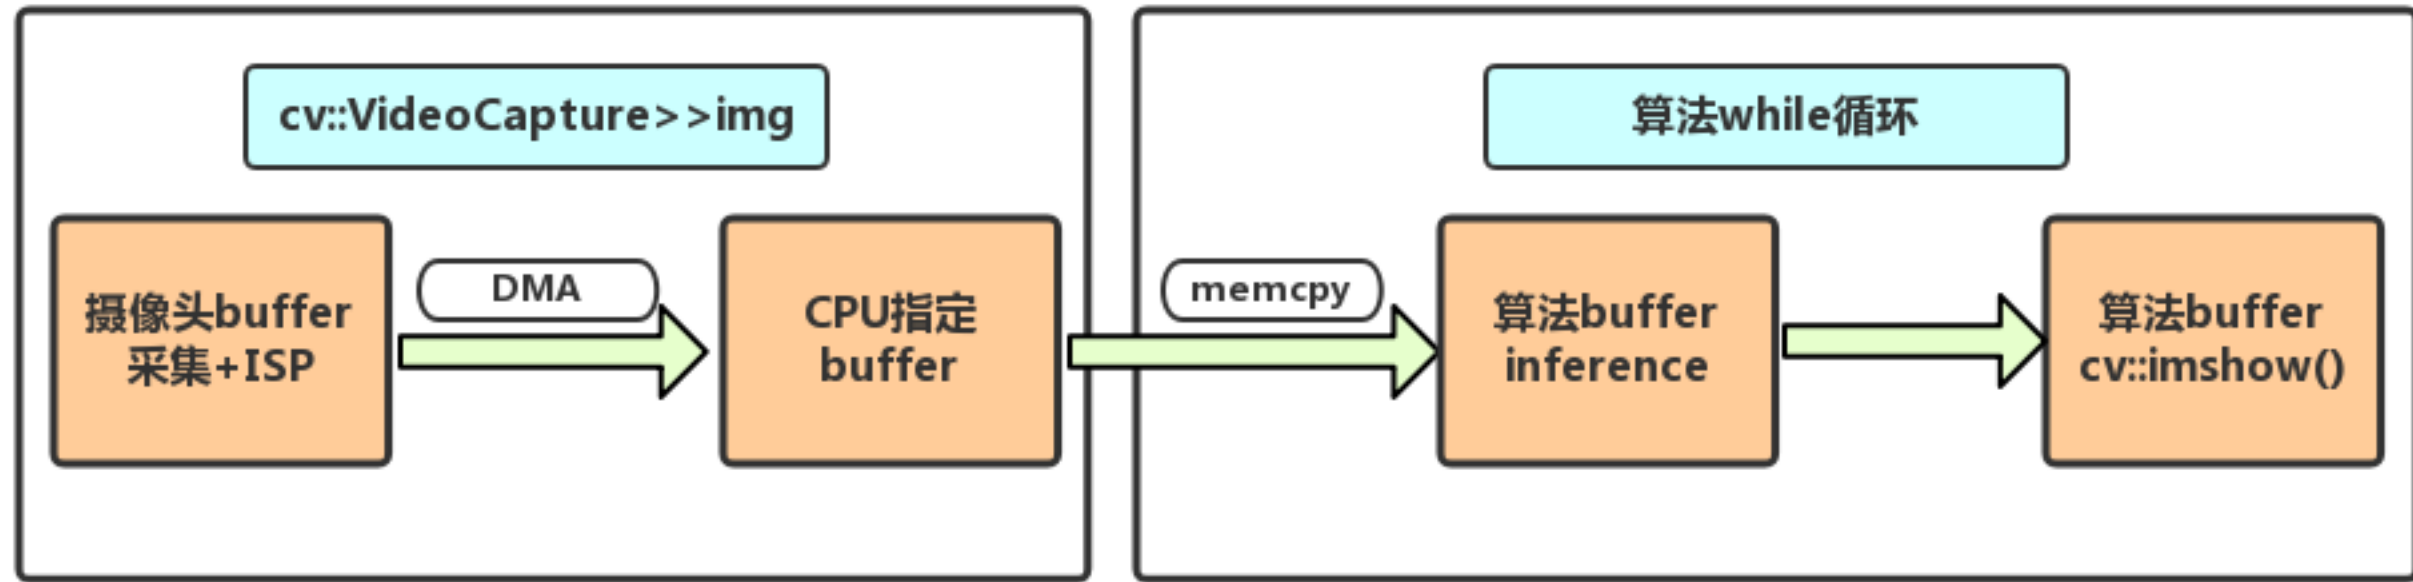 cv::VideoCapture>>img
算法while循环
摄像头buffer
采集+ISP
DMA
CPU指定
buffer
memcpy
算法buffer
inference
算法buffer
cv::imshow()